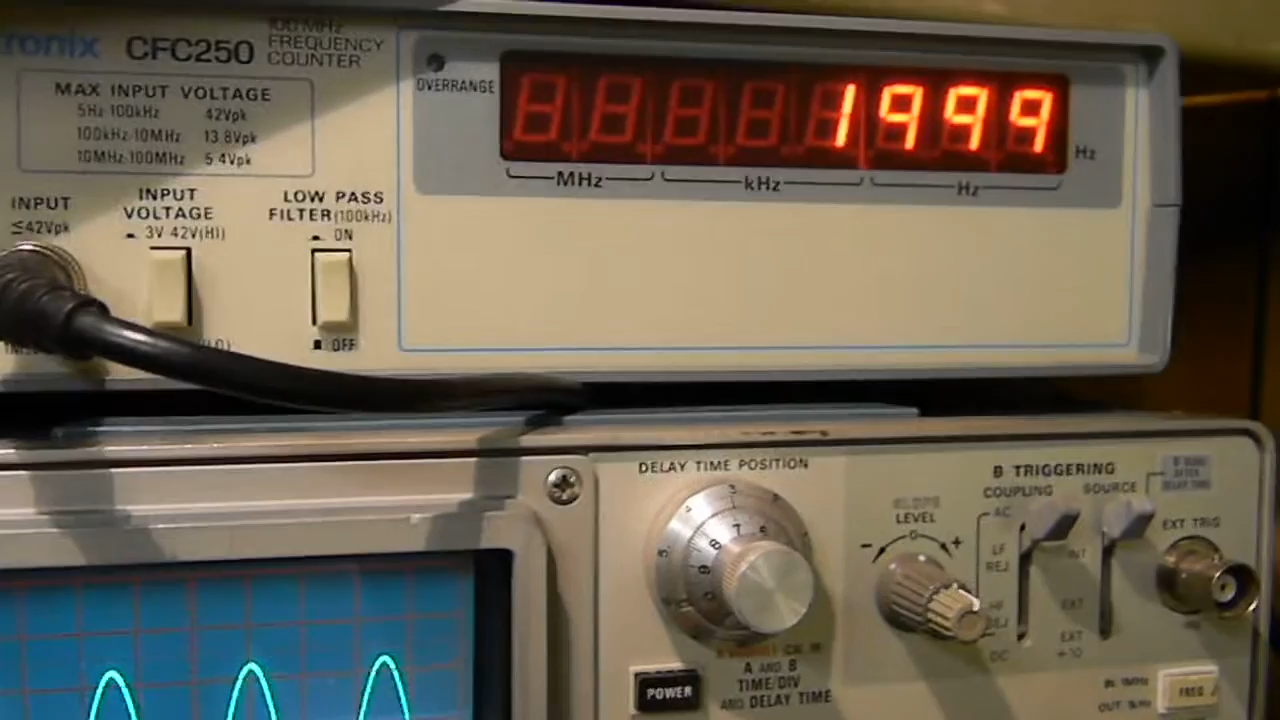 tronix CFC250
100 MHz
FREQUENCY
COUNTER
MAX INPUT VOLTAGE
5Hz-100kHz 42Vpk
100kHz-10MHz 13.8Vpk
10MHz-100MHz 5.4Vpk
OVERRANGE
1999
Hz
MHz kHz Hz
INPUT
≤42Vpk
INPUT
VOLTAGE
3V 42V(HI)
LOW PASS
FILTER(100kHz)
ON
OFF
DELAY TIME POSITION
B TRIGGERING
COUPLING SOURCE
SLOPE
LEVEL
- 0 +
AC
LF
REJ
HF
REJ
DC
INT
EXT
EXT
÷10
EXT TRIG
POWER
A AND B
TIME/DIV
AND DELAY TIME